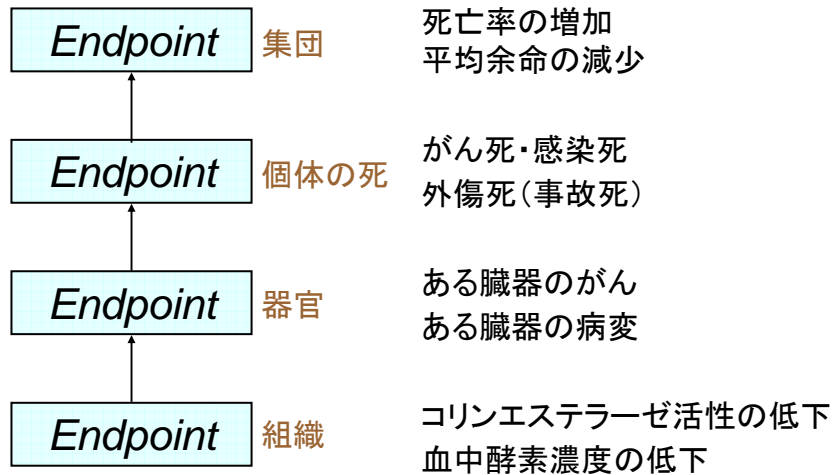 Endpoint 集団 死亡率の増加
平均余命の減少
Endpoint 個体の死 がん死・感染死
外傷死(事故死)
Endpoint 器官 ある臓器のがん
ある臓器の病変
Endpoint 組織 コリンエステラーゼ活性の低下
血中酵素濃度の低下